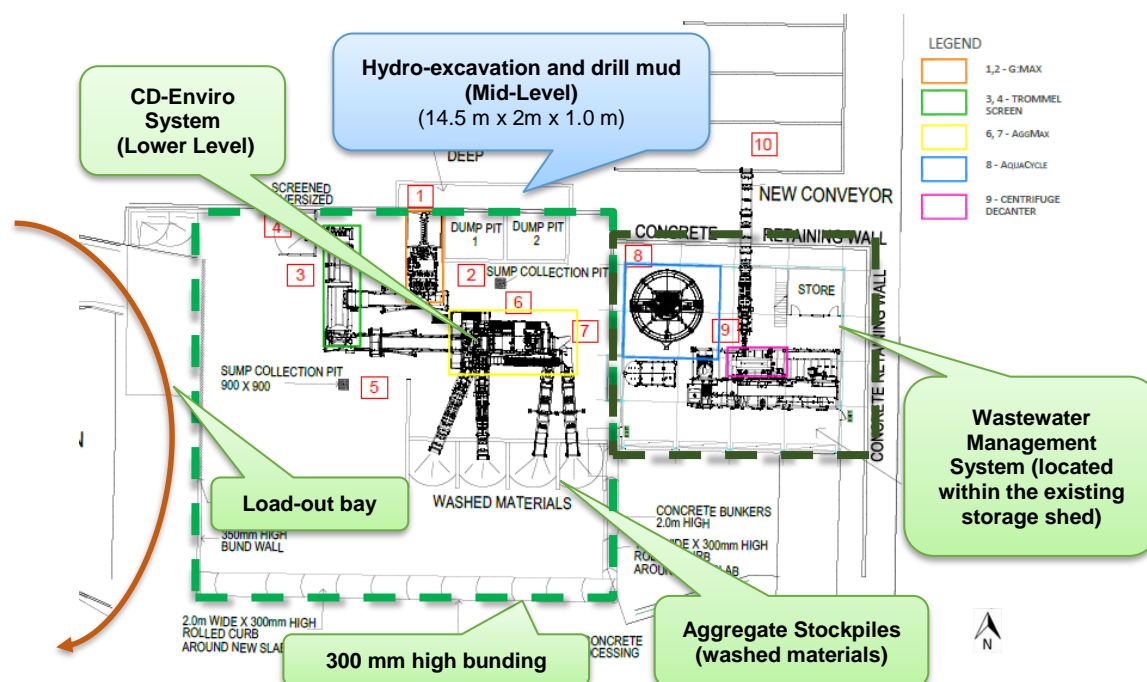 LEGEND
1,2 - G:MAX
3, 4 - TROMMEL
SCREEN
6, 7 - AGGMAX
8 - AQUACYCLE
9 - CENTRIFUGE
DECANTER
Hydro-excavation and drill mud
(Mid-Level)
(14.5 m x 2m x 1.0 m)
CD-Enviro
System
(Lower Level)
DEEP
10
NEW CONVEYOR
SCREENED
OVERSIZED
1
4
DUMP PIT
1
DUMP PIT
2
CONCRETE
RETAINING WALL
3
2
SUMP COLLECTION PIT
8
STORE
6
7
9
CONCRETE RETAINING WALL
SUMP COLLECTION PIT
900 X 900
5
N
Wastewater
Management
System (located
within the existing
storage shed)
Load-out bay
WASHED MATERIALS
CONCRETE BUNKERS
2.0m HIGH
350mm HIGH
BUND WALL
WIDE X 300mm HIGH
AROUND
SLAB
2.0m WIDE X 300mm HIGH
ROLLED CURB
AROUND NEW SLAB
300 mm high bunding
Aggregate Stockpiles
(washed materials)
N